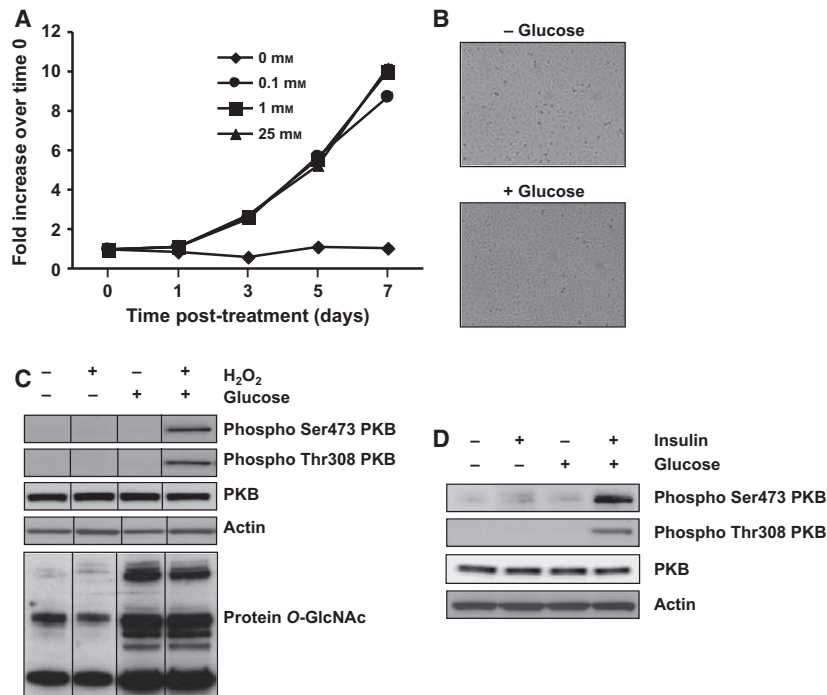 A
Fold increase over time 0
12
10
8
6
4
2
0
0 mM
0.1 mM
1 mM
25 mM
0 1 3 5 7
Time post-treatment (days)
B
– Glucose
+ Glucose
C
– + – + H₂O₂
– – + + Glucose
Phospho Ser473 PKB
Phospho Thr308 PKB
PKB
Actin
Protein O-GlcNAc
D
– + – + Insulin
– – + + Glucose
Phospho Ser473 PKB
Phospho Thr308 PKB
PKB
Actin